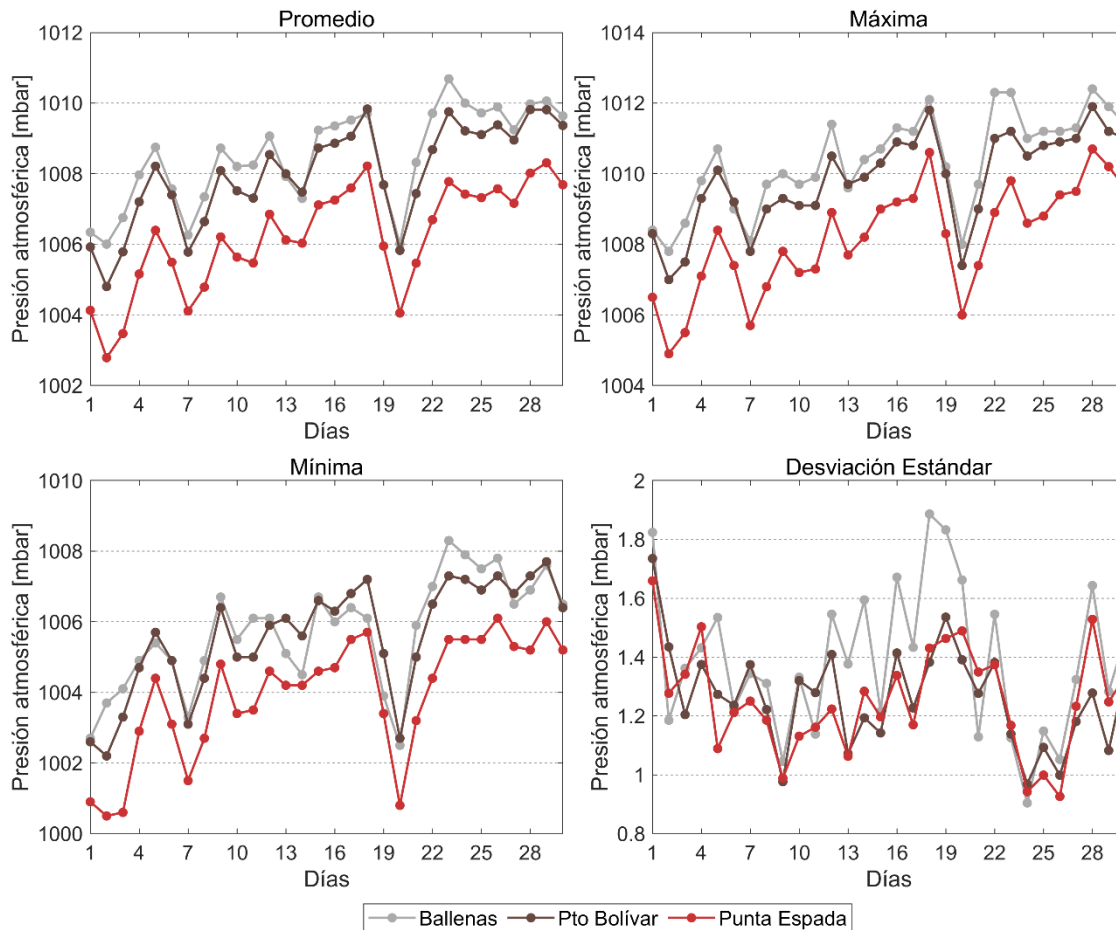 Promedio
Presión atmosférica [mbar]
1012
1010
1008
1006
1004
1002
1 4 7 10 13 16 19 22 25 28
Días
Máxima
Presión atmosférica [mbar]
1014
1012
1010
1008
1006
1004
1 4 7 10 13 16 19 22 25 28
Días
Mínima
Presión atmosférica [mbar]
1010
1008
1006
1004
1002
1000
1 4 7 10 13 16 19 22 25 28
Días
Desviación Estándar
Presión atmosférica [mbar]
2
1.8
1.6
1.4
1.2
1
0.8
1 4 7 10 13 16 19 22 25 28
Días
Ballenas Pto Bolívar Punta Espada